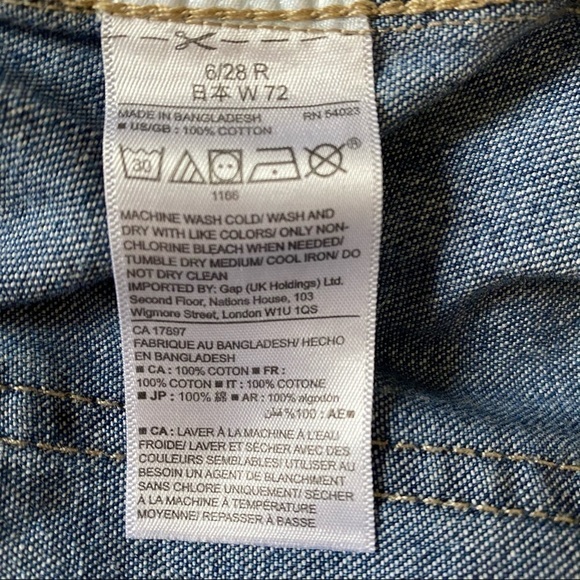 6/28 R
日本 W 72
MADE IN BANGLADESH RN 54023
■ US/GB : 100% COTTON
30
®
1166
MACHINE WASH COLD/ WASH AND
DRY WITH LIKE COLORS/ ONLY NON-
CHLORINE BLEACH WHEN NEEDED/
TUMBLE DRY MEDIUM/ COOL IRON/ DO
NOT DRY CLEAN
IMPORTED BY: Gap (UK Holdings) Ltd.
Second Floor, Nations House, 103
Wigmore Street, London W1U 1QS
CA 17897
FABRIQUE AU BANGLADESH/ HECHO
EN BANGLADESH
■ CA : 100% COTON ■ FR :
100% COTON ■ IT : 100% COTONE
■ JP : 100% 綿 ■ AR : 100% algodón
■ AE : 100% قطن
■ CA : LAVER À LA MACHINE À L'EAU
FROIDE/ LAVER ET SÉCHER AVEC DES
COULEURS SEMBLABLES/ UTILISER AU
BESOIN UN AGENT DE BLANCHIMENT
SANS CHLORE UNIQUEMENT/ SÉCHER
À LA MACHINE À TEMPÉRATURE
MOYENNE/ REPASSER À BASSE